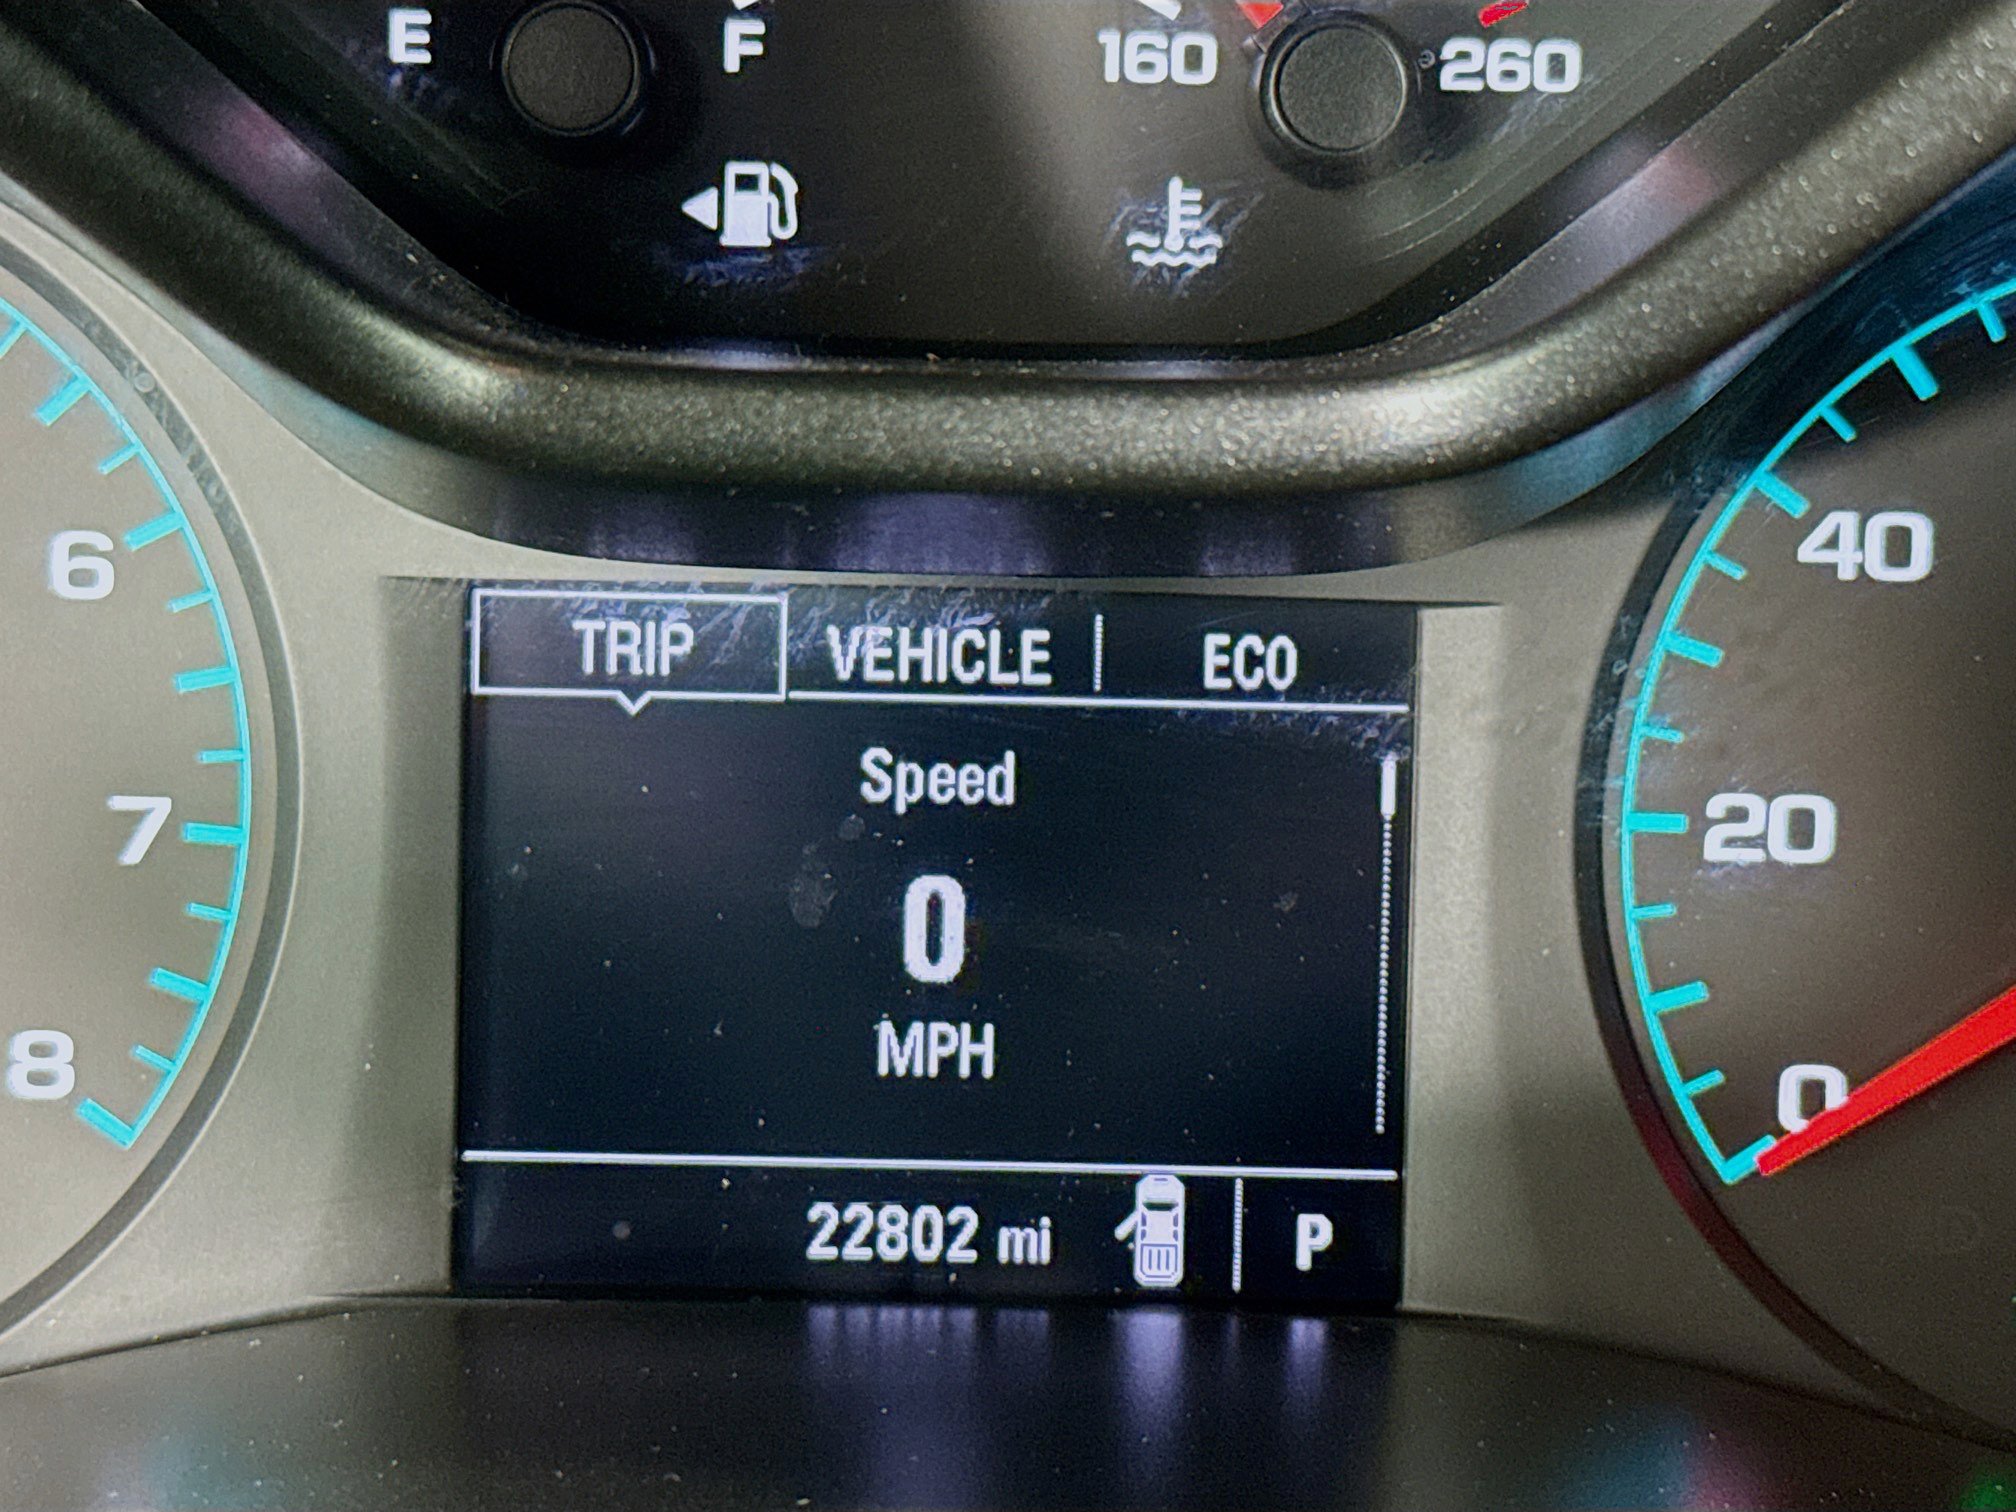 E F 160 260
TRIP VEHICLE ECO
Speed
0
MPH
22802 mi P
6
7
8
40
20
0